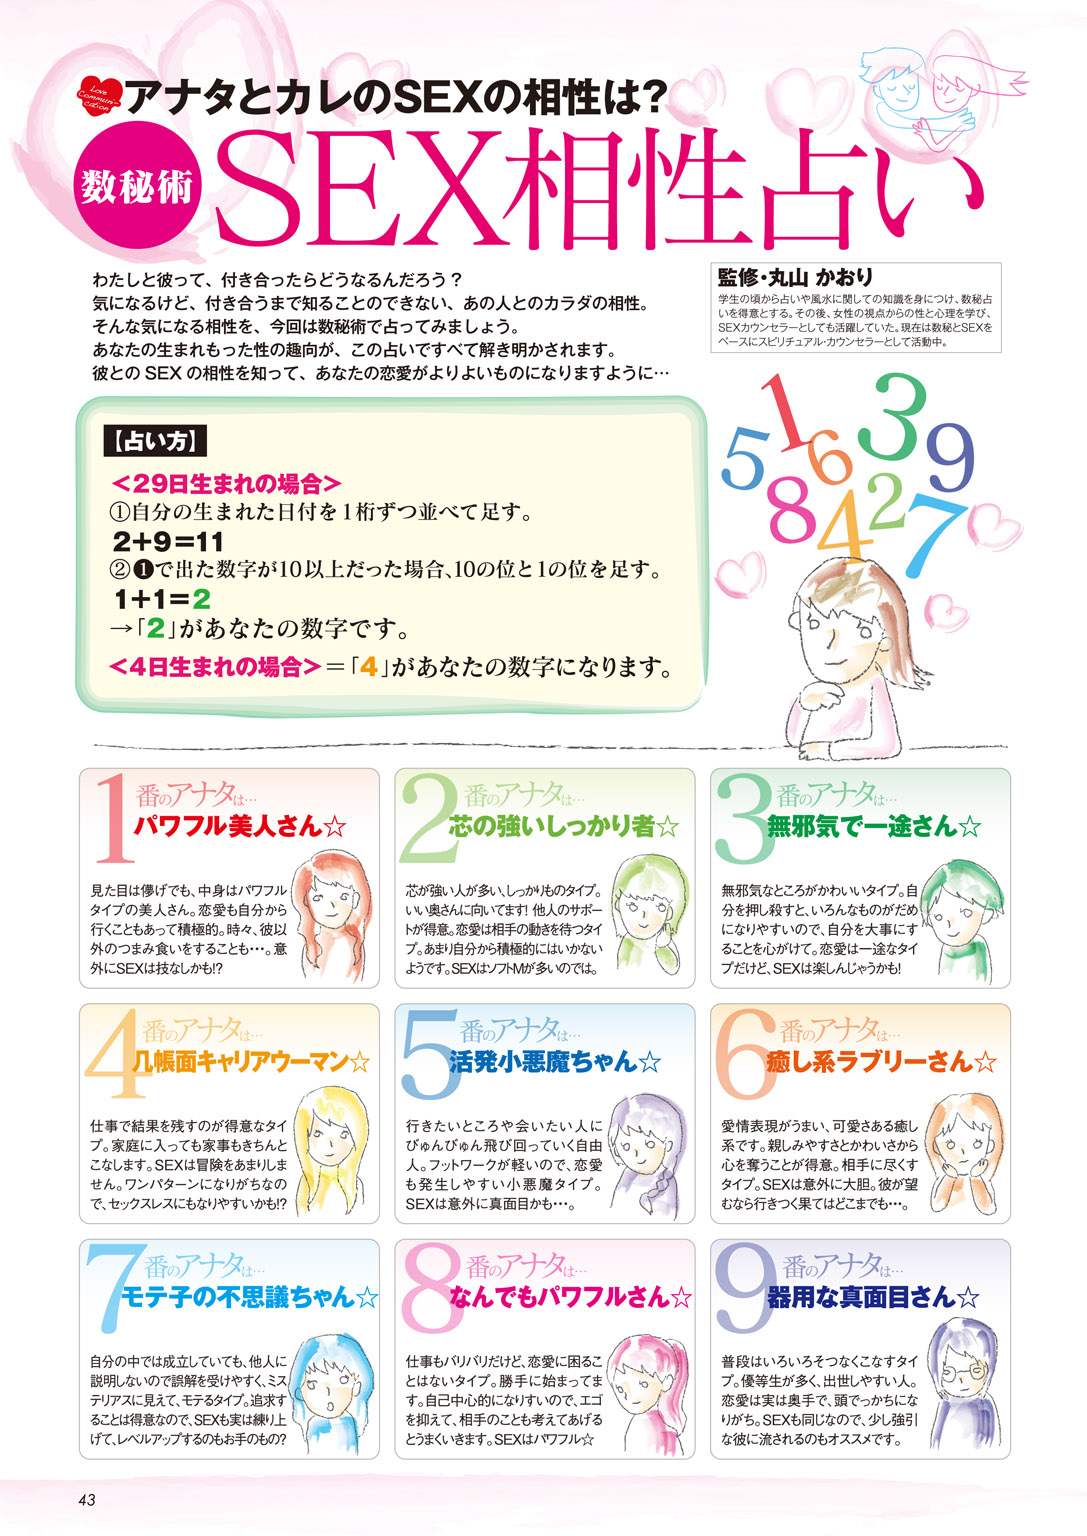 Love
Communi-
cation
アナタとカレのSEXの相性は?
数秘術
SEX相性占い
わたしと彼って、付き合ったらどうなるんだろう?
気になるけど、付き合うまで知ることのできない、あの人とのカラダの相性。
そんな気になる相性を、今回は数秘術で占ってみましょう。
あなたの生まれもった性の趣向が、この占いですべて解き明かされます。
彼との SEX の相性を知って、あなたの恋愛がよりよいものになりますように…
監修・丸山 かおり
学生の頃から占いや風水に関しての知識を身につけ、数秘占
いを得意とする。その後、女性の視点からの性と心理を学び、
SEXカウンセラーとしても活躍していた。現在は数秘とSEXを
ベースにスピリチュアル・カウンセラーとして活動中。
【占い方】
<29日生まれの場合>
①自分の生まれた日付を1桁ずつ並べて足す。
2+9=11
②❶で出た数字が10以上だった場合、10の位と1の位を足す。
1+1=2
→「2」があなたの数字です。
<4日生まれの場合>=「4」があなたの数字になります。
1 3
5 6 9
8 4 2 7
1番のアナタは…
パワフル美人さん☆
見た目は儚げでも、中身はパワフル
タイプの美人さん。恋愛も自分から
行くこともあって積極的。時々、彼以
外のつまみ食いをすることも…。意
外にSEXは技なしかも!?
2番のアナタは…
芯の強いしっかり者☆
芯が強い人が多い、しっかりものタイプ。
いい奥さんに向いてます! 他人のサポー
トが得意。恋愛は相手の動きを待つタイ
プ。あまり自分から積極的にはいかない
ようです。SEXはソフトMが多いのでは。
3番のアナタは…
無邪気で一途さん☆
無邪気なところがかわいいタイプ。自
分を押し殺すと、いろんなものがだめ
になりやすいので、自分を大事にす
ることを心がけて。恋愛は一途なタイ
プだけど、SEXは楽しんじゃうかも!
4番のアナタは…
几帳面キャリアウーマン☆
仕事で結果を残すのが得意なタイ
プ。家庭に入っても家事もきちんと
こなします。SEXは冒険をあまりしま
せん。ワンパターンになりがちなの
で、セックスレスにもなりやすいかも!?
5番のアナタは…
活発小悪魔ちゃん☆
行きたいところや会いたい人に
びゅんびゅん飛び回っていく自由
人。フットワークが軽いので、恋愛
も発生しやすい小悪魔タイプ。
SEXは意外に真面目かも…。
6番のアナタは…
癒し系ラブリーさん☆
愛情表現がうまい、可愛さある癒し
系です。親しみやすさとかわいさから
心を奪うことが得意。相手に尽くす
タイプ。SEXは意外に大胆。彼が望
むなら行きつく果てはどこまでも…。
7番のアナタは…
モテ子の不思議ちゃん☆
自分の中では成立していても、他人に
説明しないので誤解を受けやすく、ミス
テリアスに見えて、モテるタイプ。追求す
ることは得意なので、SEXも実は練り上
げて、レベルアップするのもお手のもの?
8番のアナタは…
なんでもパワフルさん☆
仕事もバリバリだけど、恋愛に困るこ
とはないタイプ。勝手に始まってま
す。自己中心的になりすいので、エゴ
を抑えて、相手のことも考えてあげる
とうまくいきます。SEXはパワフル☆
9番のアナタは…
器用な真面目さん☆
普段はいろいろそつなくこなすタイ
プ。優等生が多く、出世しやすい人。
恋愛は実は奥手で、頭でっかちにな
りがち。SEXも同じなので、少し強引
な彼に流されるのもオススメです。
43